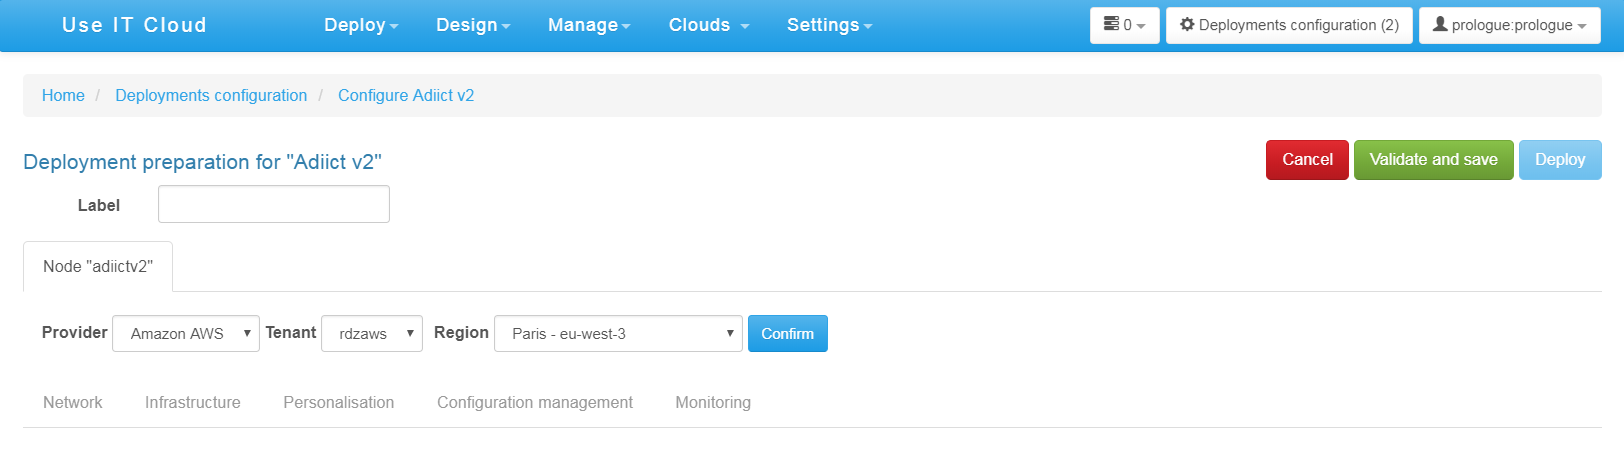 Use IT Cloud Deploy Design Manage Clouds Settings 0 Deployments configuration (2) prologue:prologue
Home / Deployments configuration / Configure Adiict v2
Deployment preparation for "Adiict v2" Cancel Validate and save Deploy
Label
Node "adiictv2"
Provider Amazon AWS Tenant rdzaws Region Paris - eu-west-3 Confirm
Network Infrastructure Personalisation Configuration management Monitoring